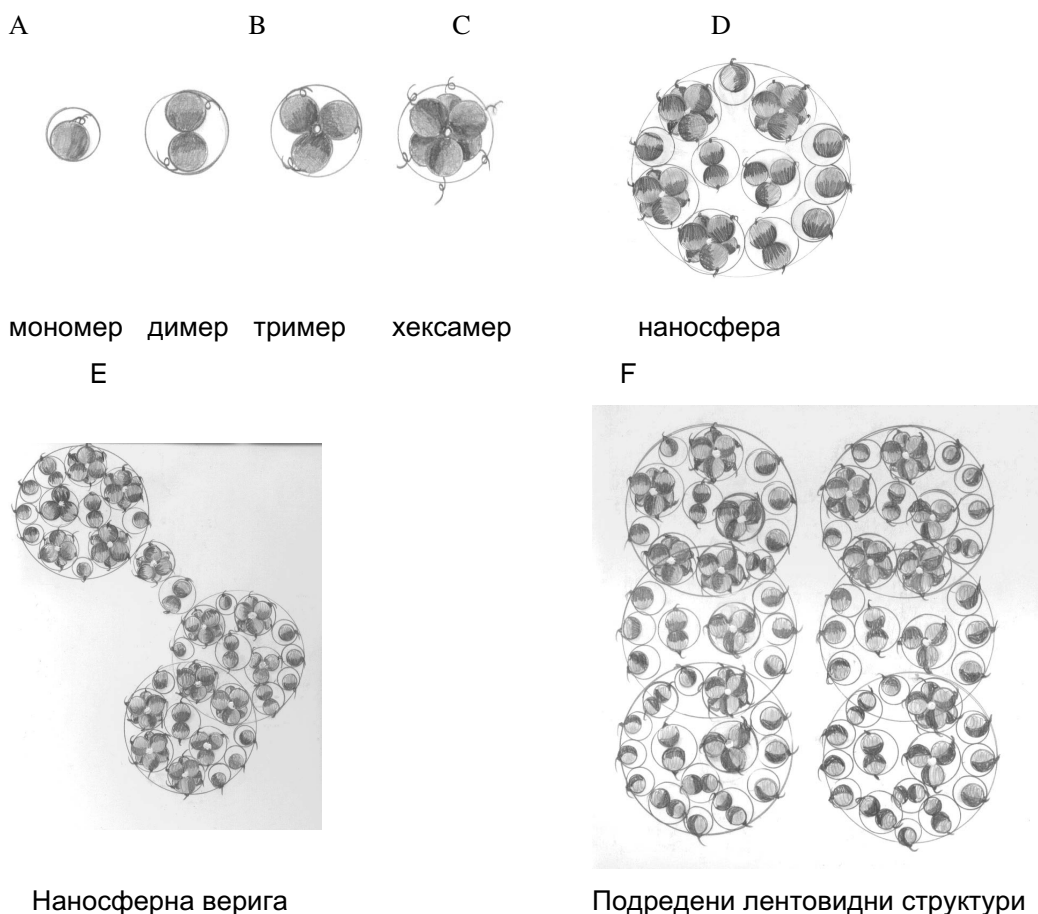 A B C D
мономер димер тример хексамер наносфера
E F
Наносферна верига Подредени лентовидни структури